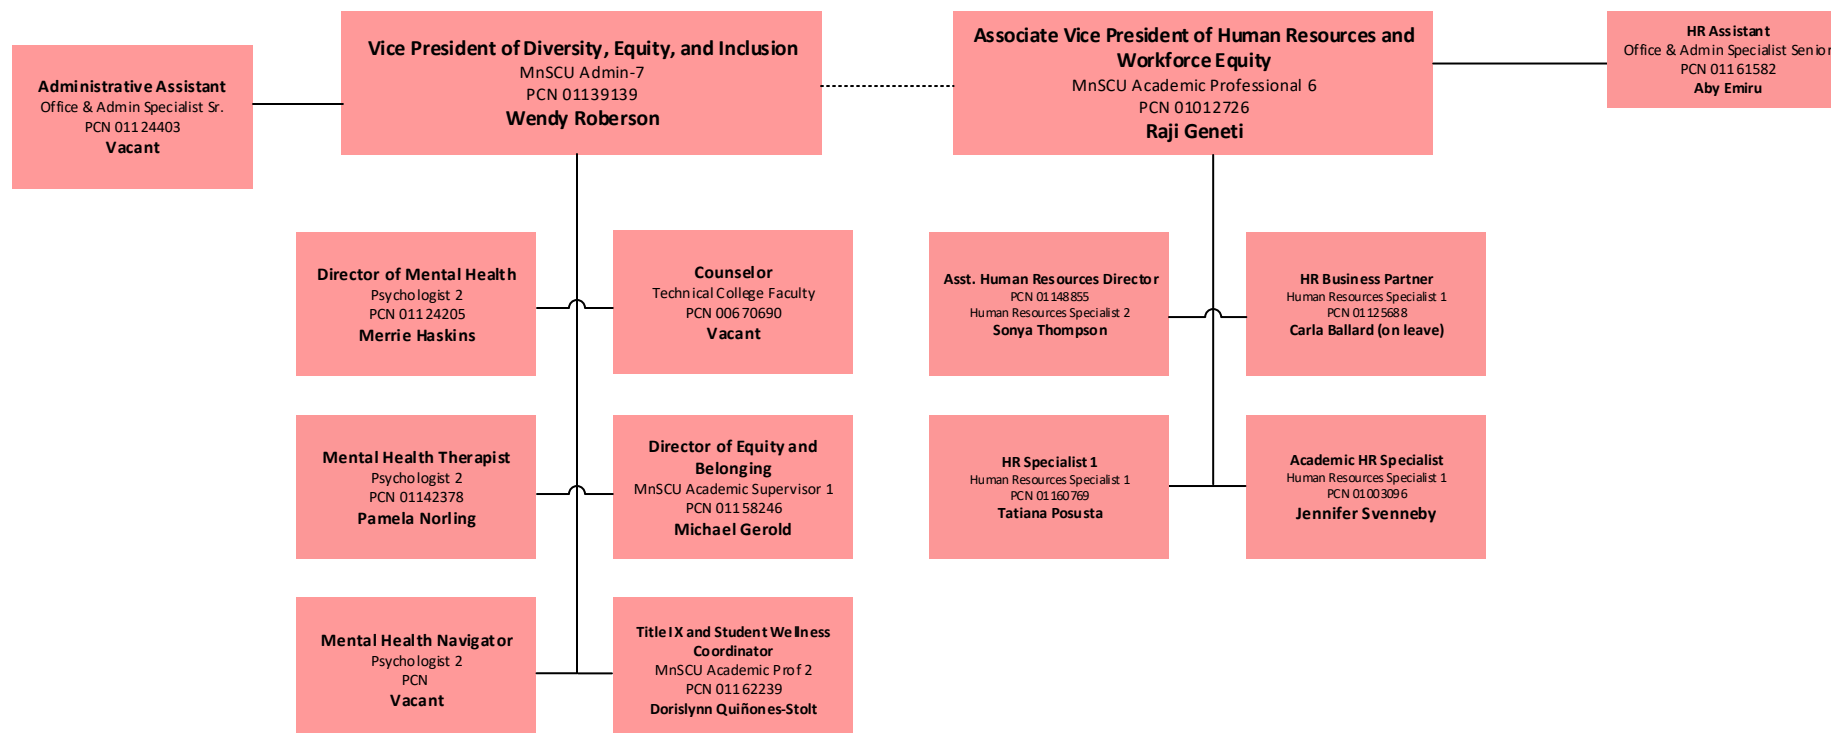 Administrative Assistant
Office & Admin Specialist Sr.
PCN 01124403
Vacant
Vice President of Diversity, Equity, and Inclusion
MnSCU Admin-7
PCN 01139139
Wendy Roberson
Associate Vice President of Human Resources and
Workforce Equity
MnSCU Academic Professional 6
PCN 01012726
Raji Geneti
HR Assistant
Office & Admin Specialist Senior
PCN 01161582
Aby Emiru
Director of Mental Health
Psychologist 2
PCN 01124205
Merrie Haskins
Counselor
Technical College Faculty
PCN 00670690
Vacant
Asst. Human Resources Director
PCN 01148855
Human Resources Specialist 2
Sonya Thompson
HR Business Partner
Human Resources Specialist 1
PCN 01125688
Carla Ballard (on leave)
Mental Health Therapist
Psychologist 2
PCN 01142378
Pamela Norling
Director of Equity and
Belonging
MnSCU Academic Supervisor 1
PCN 01158246
Michael Gerold
HR Specialist 1
Human Resources Specialist 1
PCN 01160769
Tatiana Posusta
Academic HR Specialist
Human Resources Specialist 1
PCN 01003096
Jennifer Svenneby
Mental Health Navigator
Psychologist 2
PCN
Vacant
Title IX and Student Wellness
Coordinator
MnSCU Academic Prof 2
PCN 01162239
Dorislynn Quiñones-Stolt